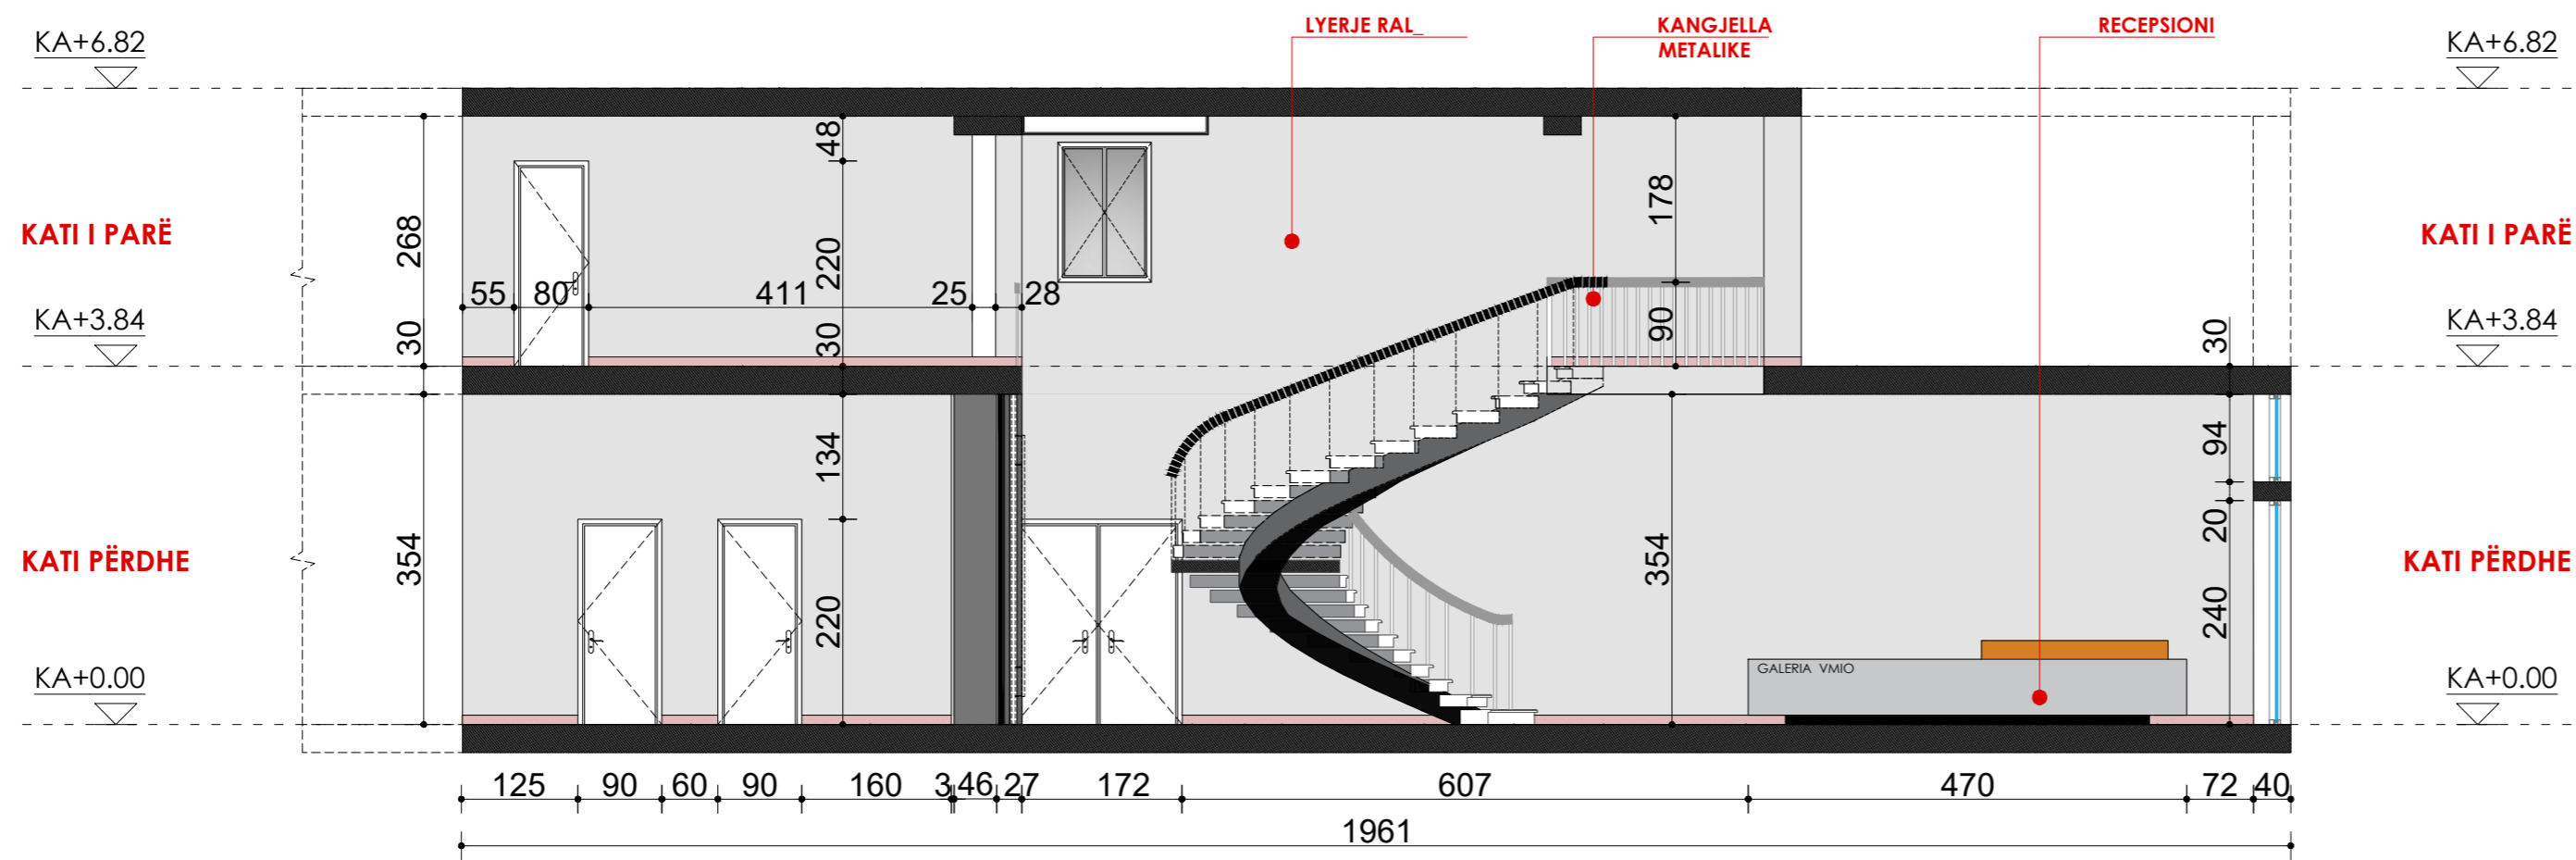 LYERJE RAL_
KANGJELLA
METALIKE
RECEPSIONI
KA+6.82
KA+6.82
48
178
268
220
KATI I PARË
KATI I PARË
55
80
411
25
28
KA+3.84
KA+3.84
30
30
90
30
134
94
354
354
20
KATI PËRDHE
KATI PËRDHE
220
240
GALERIA VMIO
KA+0.00
KA+0.00
125
90
60
90
160
3
46
27
172
607
470
72
40
1961